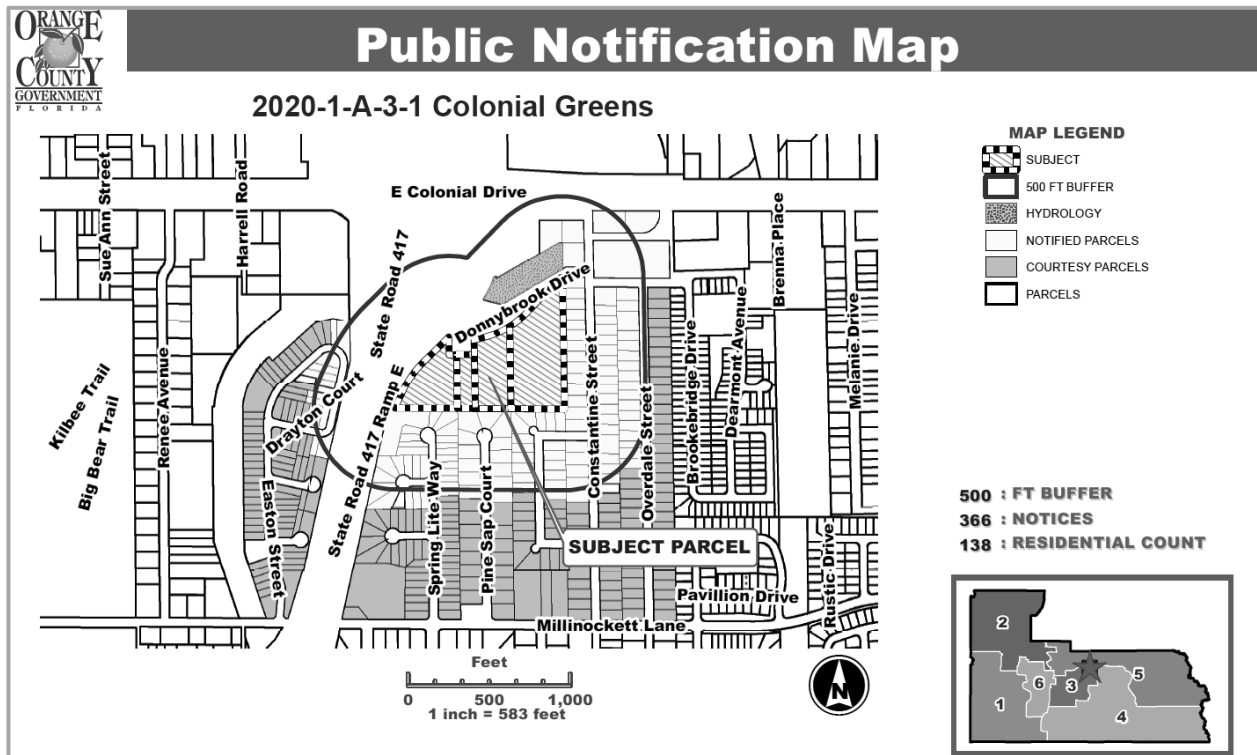 ORANGE
COUNTY
GOVERNMENT
FLORIDA
Public Notification Map
2020-1-A-3-1 Colonial Greens
MAP LEGEND
SUBJECT
500 FT BUFFER
HYDROLOGY
NOTIFIED PARCELS
COURTESY PARCELS
PARCELS
Sue Ann Street
Harrell Road
E Colonial Drive
Brenna Place
State Road 417
Donnybrook Drive
Kilbee Trail
Big Bear Trail
Renee Avenue
Drayton Court
State Road 417 Ramp E
Constantine Street
Overdale Street
Brookebridge Drive
Dearmont Avenue
Melanie Drive
Easton Street
Spring Lite Way
Pine Sap Court
SUBJECT PARCEL
Pavillion Drive
Rustic Drive
Millinockett Lane
500 : FT BUFFER
366 : NOTICES
138 : RESIDENTIAL COUNT
Feet
0 500 1,000
1 inch = 583 feet
N
2
6
3
5
1
4